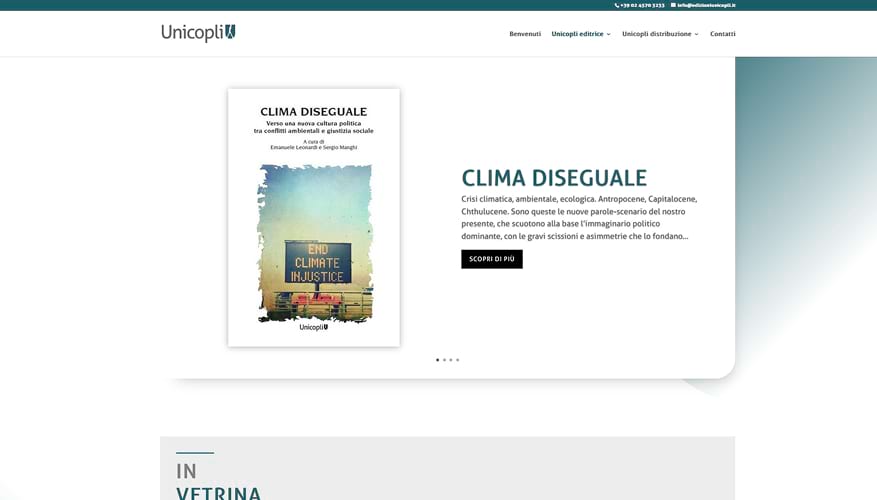 +39 02 4570 3233 info@edizioniunicopli.it
Unicopli
Benvenuti Unicopli editrice Unicopli distribuzione Contatti
CLIMA DISEGUALE
Verso una nuova cultura politica
tra conflitti ambientali e giustizia sociale
A cura di
Emanuele Leonardi e Sergio Manghi
END
CLIMATE
INJUSTICE
Unicopli
CLIMA DISEGUALE
Crisi climatica, ambientale, ecologica. Antropocene, Capitalocene,
Chthulucene. Sono queste le nuove parole-scenario del nostro
presente, che scuotono alla base l'immaginario politico
dominante, con le gravi scissioni e asimmetrie che lo fondano...
SCOPRI DI PIÙ
IN
VETRINA